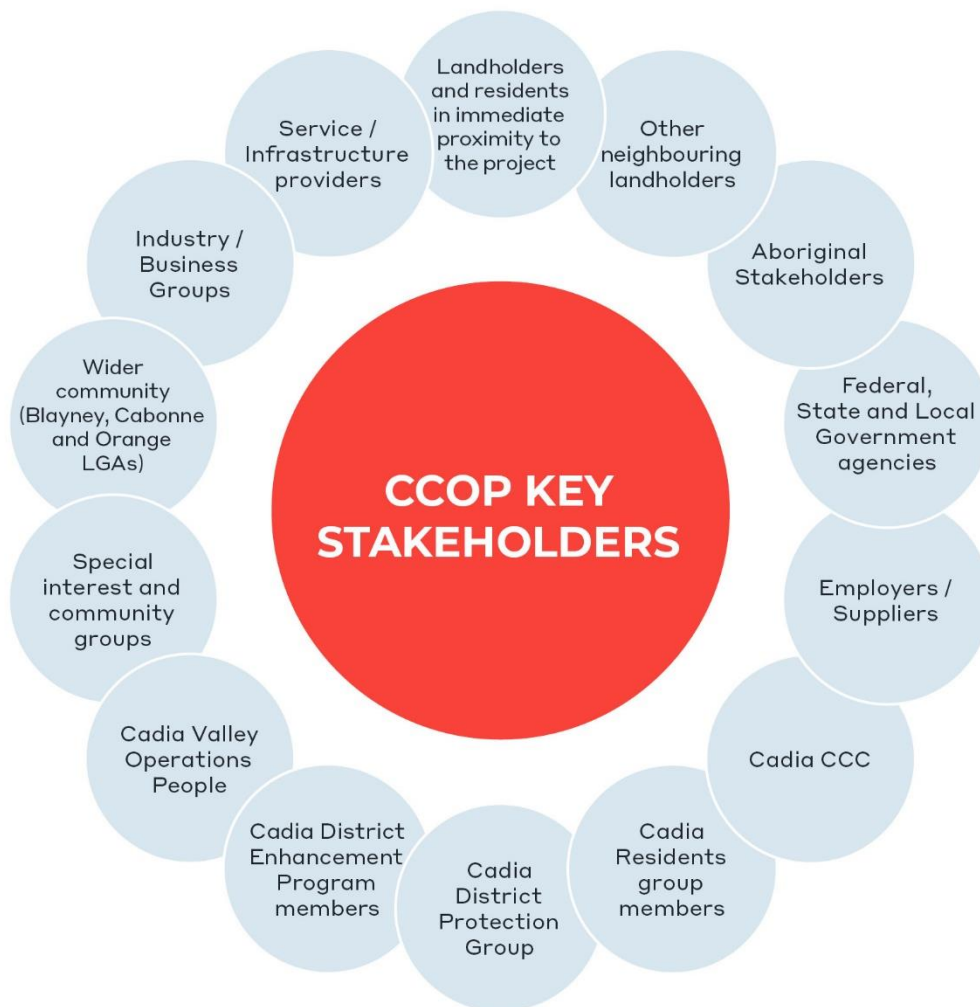 Landholders
and residents
in immediate
proximity to
the project
Other
neighbouring
landholders
Aboriginal
Stakeholders
Federal,
State and Local
Government
agencies
Employers /
Suppliers
Cadia CCC
Cadia
Residents
group
members
Cadia
District
Protection
Group
Cadia District
Enhancement
Program
members
Cadia Valley
Operations
People
Special
interest and
community
groups
Wider
community
(Blayney, Cabonne
and Orange
LGAs)
Industry /
Business
Groups
Service /
Infrastructure
providers
CCOP KEY
STAKEHOLDERS